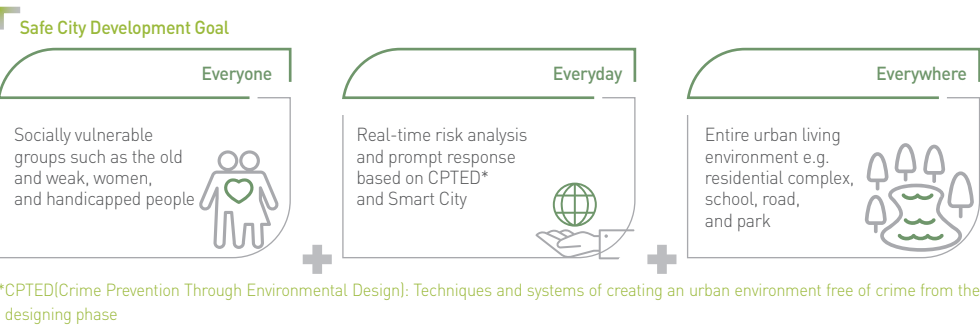 Safe City Development Goal
Everyone
Socially vulnerable
groups such as the old
and weak, women,
and handicapped people
Everyday
Real-time risk analysis
and prompt response
based on CPTED*
and Smart City
Everywhere
Entire urban living
environment e.g.
residential complex,
school, road,
and park
*CPTED(Crime Prevention Through Environmental Design): Techniques and systems of creating an urban environment free of crime from the
designing phase